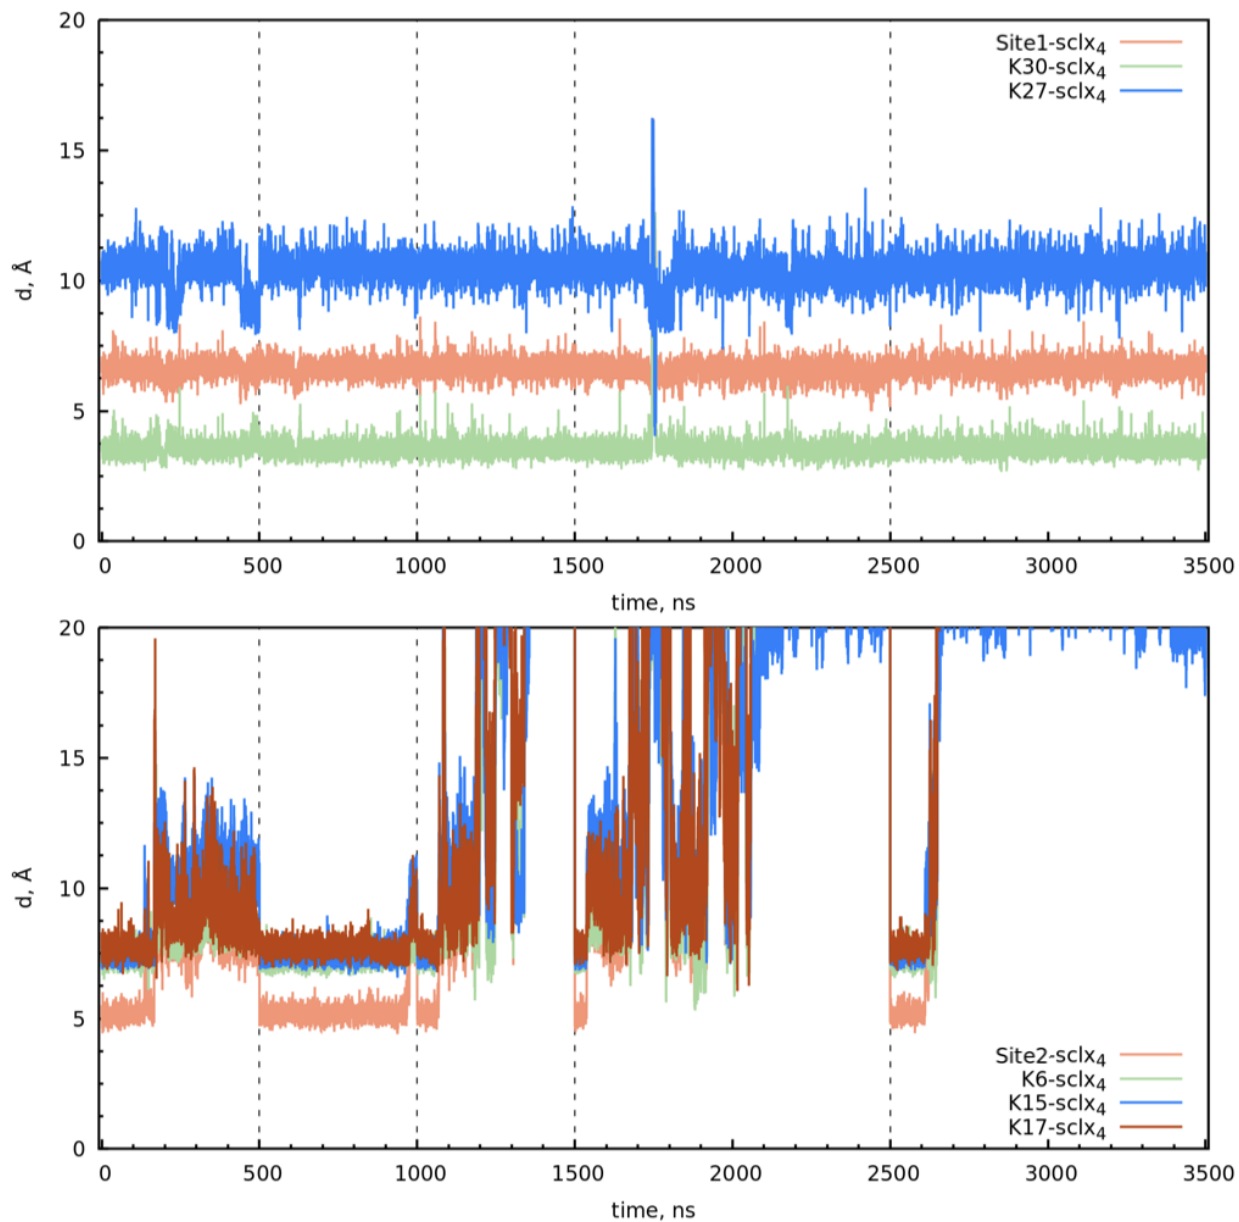 20
15
10
5
0
d, Å
Site1-sclx₄
K30-sclx₄
K27-sclx₄
0 500 1000 1500 2000 2500 3000 3500
time, ns
20
15
10
5
0
d, Å
Site2-sclx₄
K6-sclx₄
K15-sclx₄
K17-sclx₄
0 500 1000 1500 2000 2500 3000 3500
time, ns